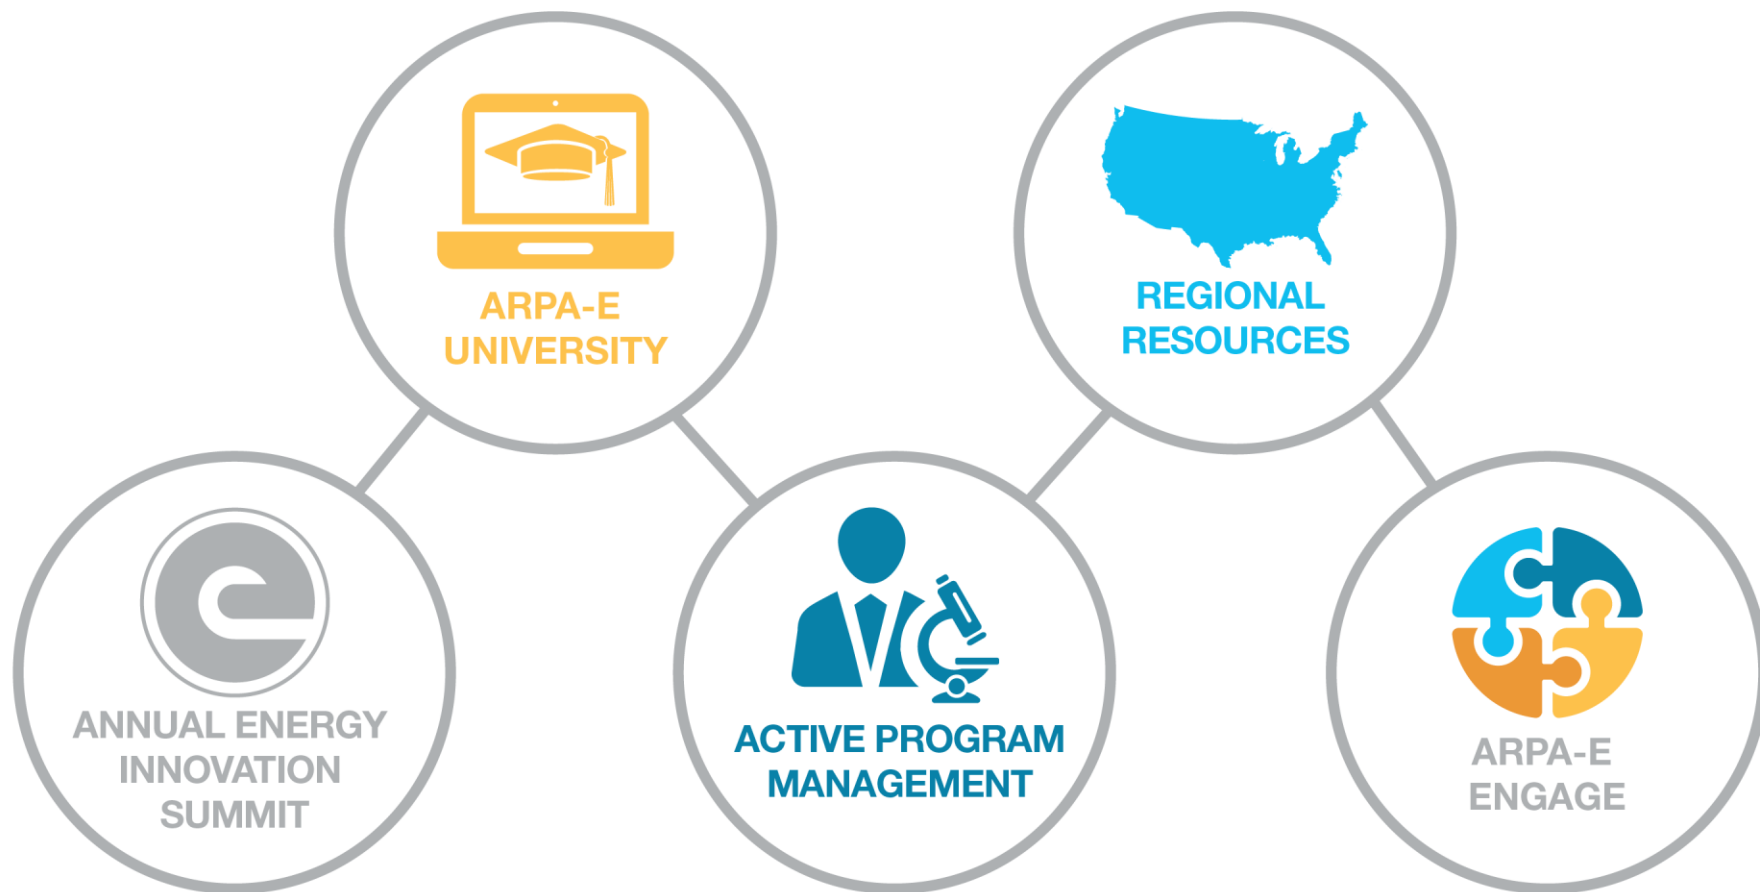 ARPA-E
UNIVERSITY
REGIONAL
RESOURCES
ANNUAL ENERGY
INNOVATION
SUMMIT
ACTIVE PROGRAM
MANAGEMENT
ARPA-E
ENGAGE